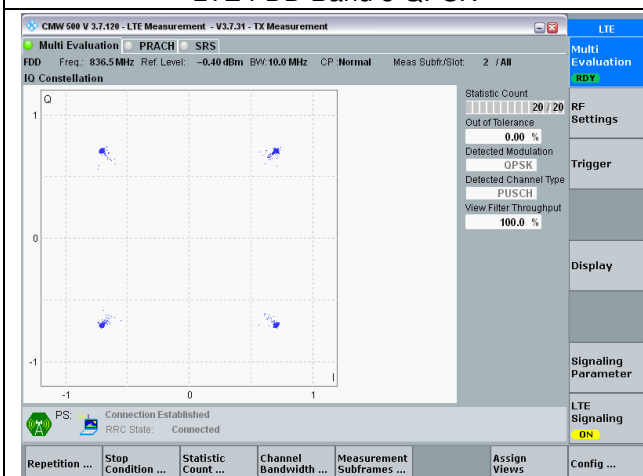 CMW 500 V 3.7.120 - LTE Measurement - V3.7.31 - TX Measurement
LTE
Multi Evaluation PRACH SRS
FDD Freq.: 836.5 MHz Ref. Level: -0.40 dBm BW: 10.0 MHz CP :Normal Meas Subfr/Slot: 2 / All
IQ Constellation
Q
1
0
-1
-1 0 1
I
Statistic Count
20 / 20
Out of Tolerance
0.00 %
Detected Modulation
QPSK
Detected Channel Type
PUSCH
View Filter Throughput
100.0 %
Multi
Evaluation
RDY
RF
Settings
Trigger
Display
Signaling
Parameter
LTE
Signaling
ON
PS: Connection Established
RRC State: Connected
Repetition ...
Stop
Condition ...
Statistic
Count ...
Channel
Bandwidth ...
Measurement
Subframes ...
Assign
Views
Config ...